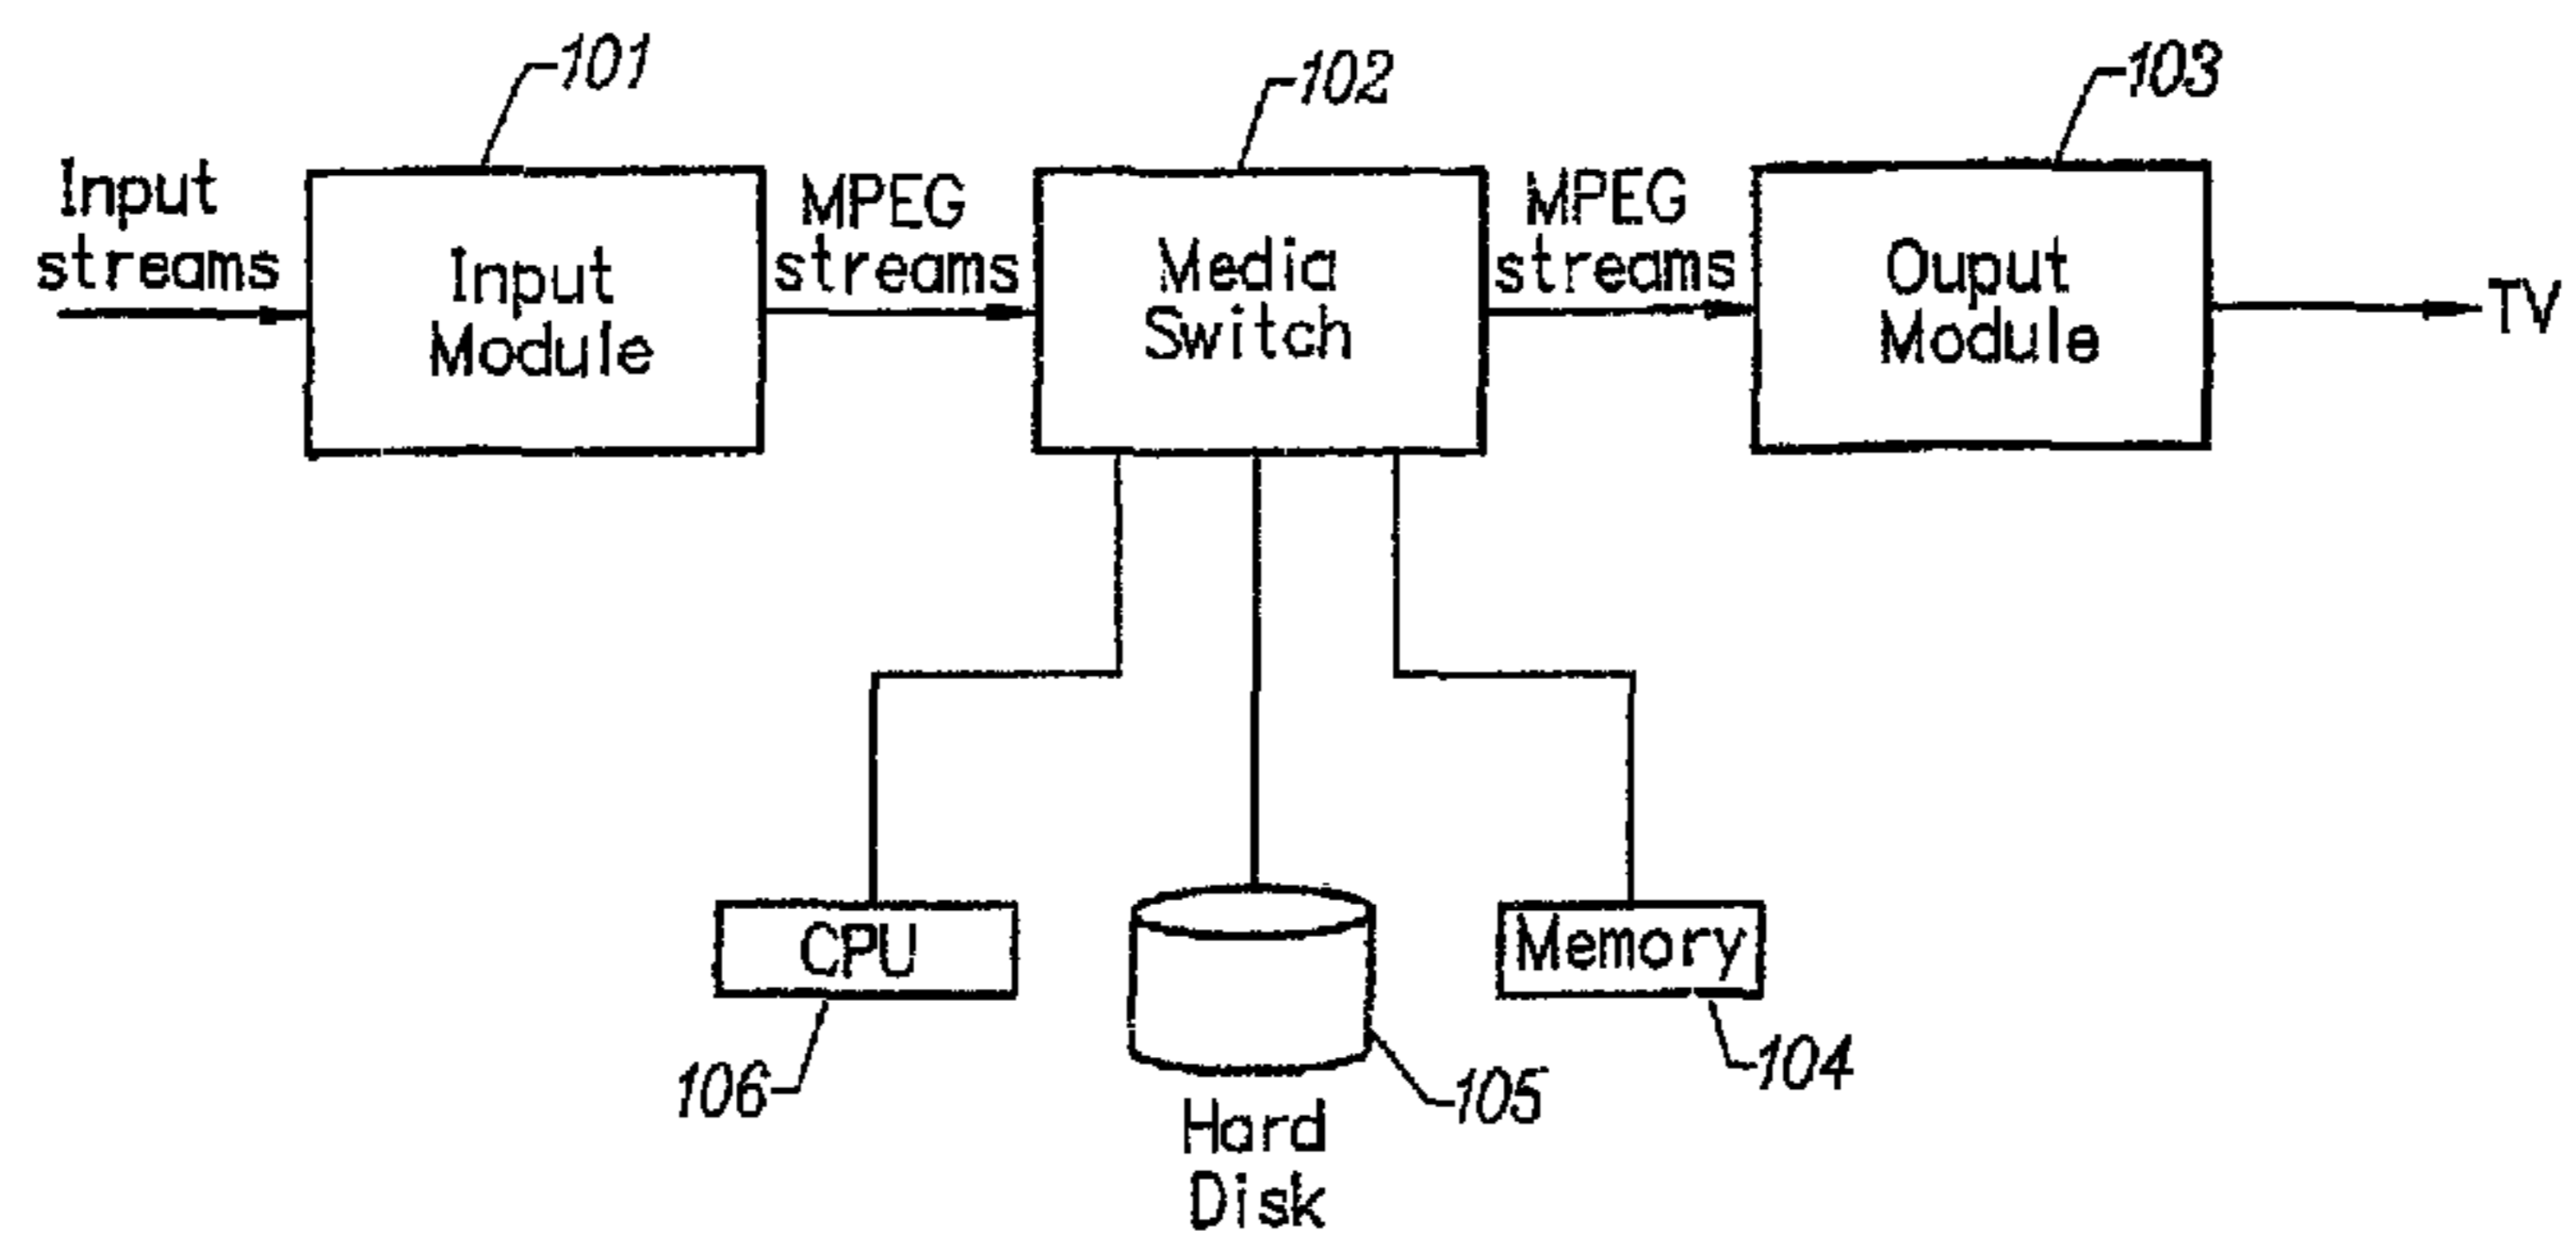 101
102
103
Input
streams
Input
Module
MPEG
streams
Media
Switch
MPEG
streams
Ouput
Module
TV
CPU
106
Hard
Disk
105
Memory
104